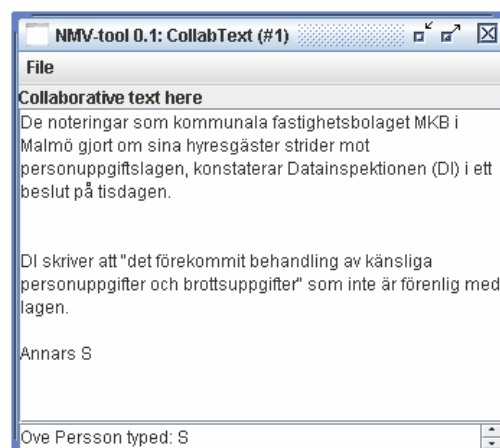 NMV-tool 0.1: CollabText (#1)
File
Collaborative text here
De noteringar som kommunala fastighetsbolaget MKB i
Malmö gjort om sina hyresgäster strider mot
personuppgiftslagen, konstaterar Datainspektionen (DI) i ett
beslut på tisdagen.
DI skriver att "det förekommit behandling av känsliga
personuppgifter och brottsuppgifter" som inte är förenlig med
lagen.
Annars S
Ove Persson typed: S